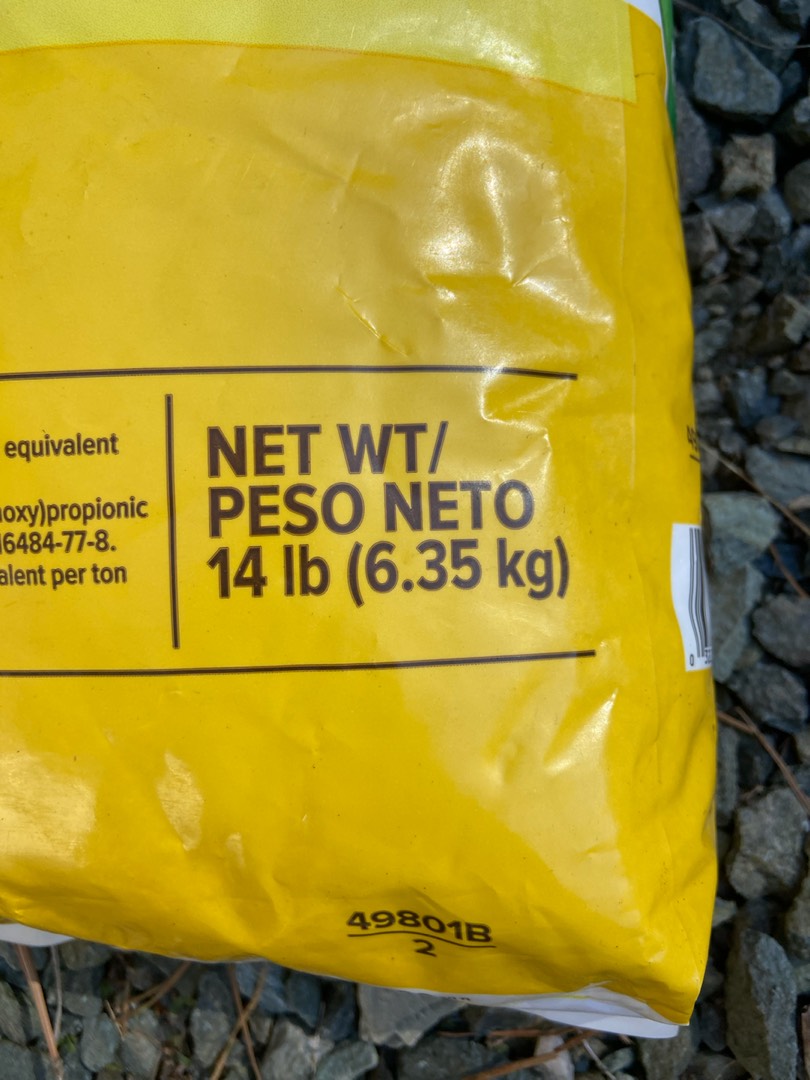 equivalent
oxy)propionic
16484-77-8.
alent per ton
NET WT/
PESO NETO
14 lb (6.35 kg)
0
49801B
2